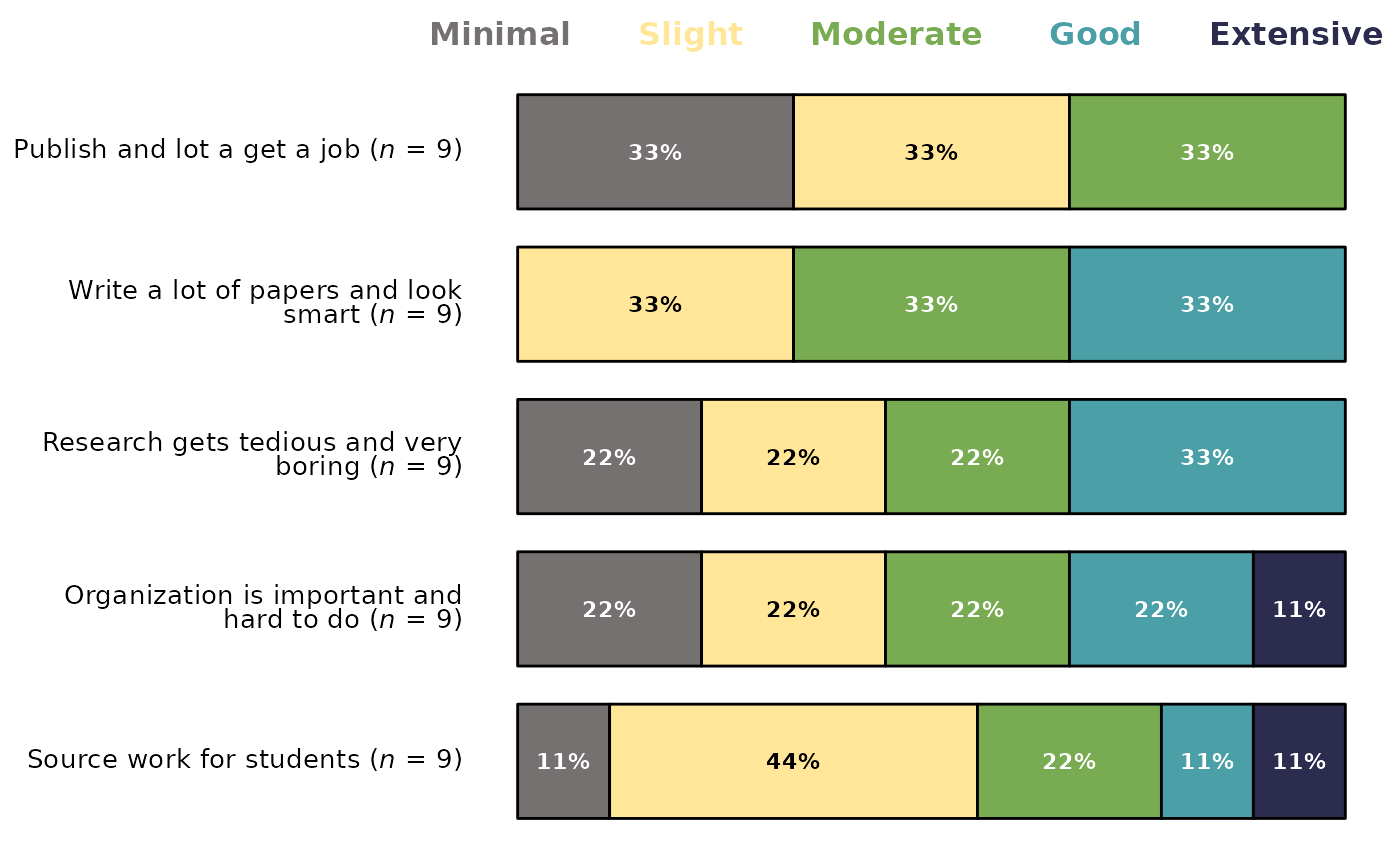 Minimal Slight Moderate Good Extensive
Publish and lot a get a job (n = 9)
33% 33% 33%
Write a lot of papers and look
smart (n = 9)
33% 33% 33%
Research gets tedious and very
boring (n = 9)
22% 22% 22% 33%
Organization is important and
hard to do (n = 9)
22% 22% 22% 22% 11%
Source work for students (n = 9)
11% 44% 22% 11% 11%